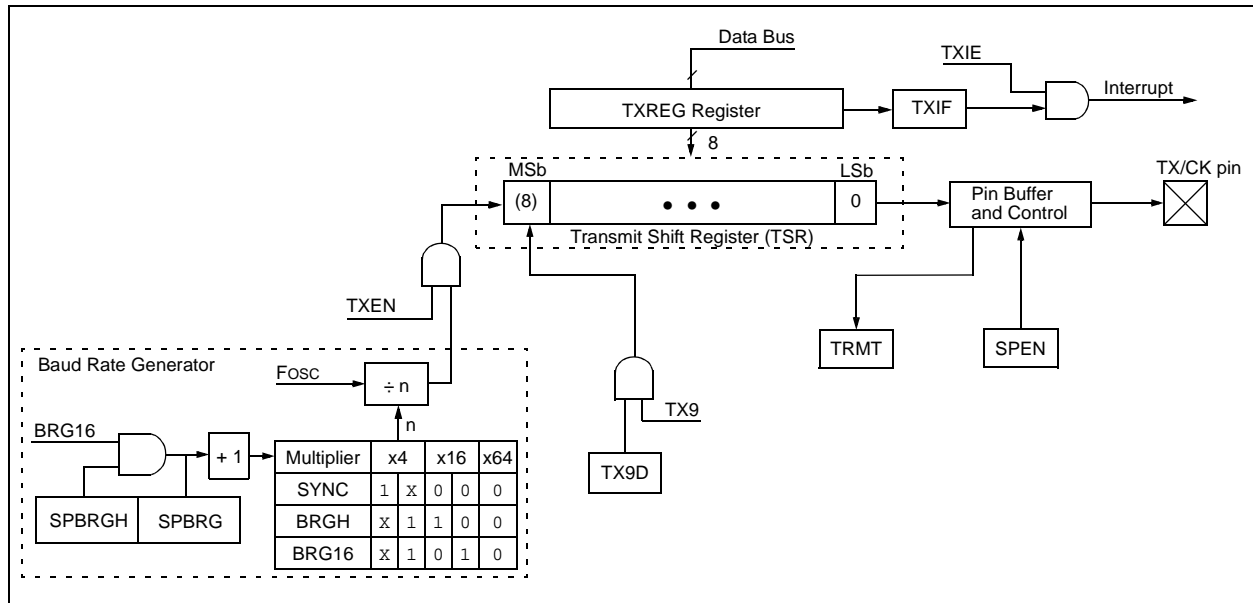 Data Bus
TXIE
Interrupt
TXREG Register
TXIF
8
MSb
LSb
TX/CK pin
(8)
• • •
0
Pin Buffer
and Control
Transmit Shift Register (TSR)
TXEN
TRMT
SPEN
Baud Rate Generator
FOSC
÷ n
n
TX9
BRG16
+ 1
Multiplier x4 x16 x64
SYNC 1 X 0 0 0
TX9D
SPBRGH SPBRG
BRGH X 1 1 0 0
BRG16 X 1 0 1 0